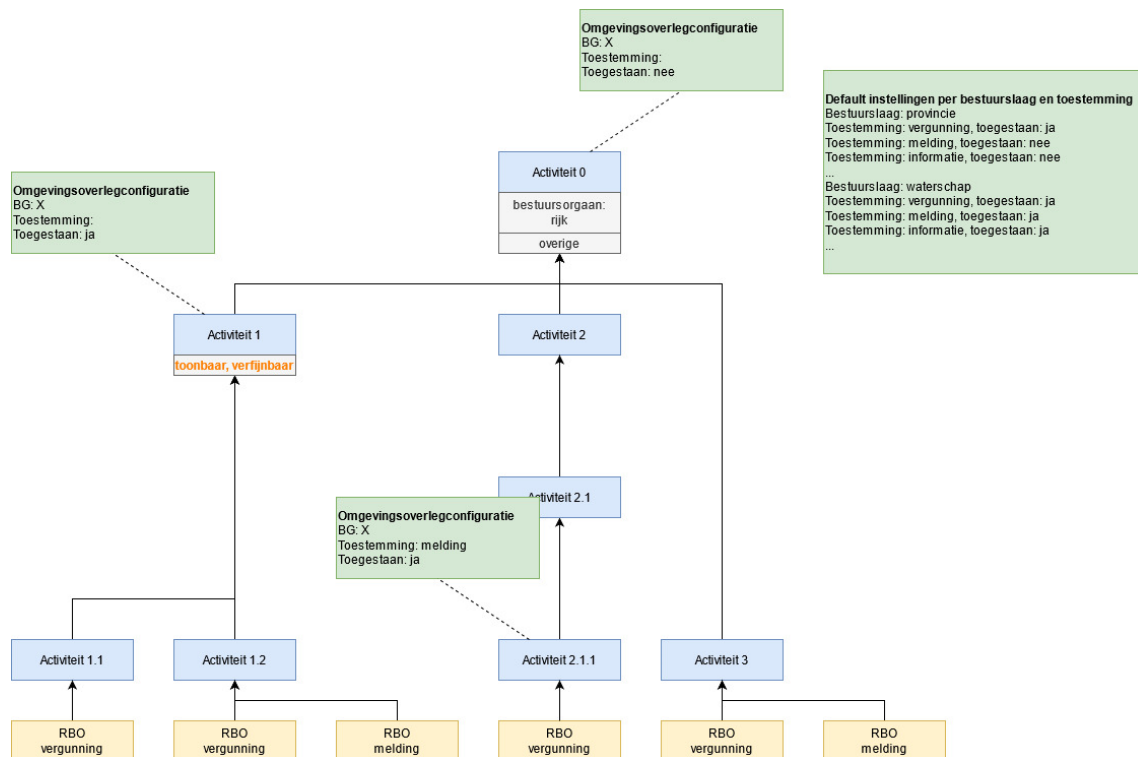 Omgevingsoverlegconfiguratie
BG: X
Toestemming:
Toegestaan: nee
Default instellingen per bestuurslaag en toestemming
Bestuurslaag: provincie
Toestemming: vergunning, toegestaan: ja
Toestemming: melding, toegestaan: nee
Toestemming: informatie, toegestaan: nee
...
Bestuurslaag: waterschap
Toestemming: vergunning, toegestaan: ja
Toestemming: melding, toegestaan: ja
Toestemming: informatie, toegestaan: ja
...
Activiteit 0
bestuursorgaan:
rijk
overige
Omgevingsoverlegconfiguratie
BG: X
Toestemming:
Toegestaan: ja
Activiteit 1
toonbaar, verfijnbaar
Activiteit 2
Activiteit 2.1
Omgevingsoverlegconfiguratie
BG: X
Toestemming: melding
Toegestaan: ja
Activiteit 1.1
Activiteit 1.2
Activiteit 2.1.1
Activiteit 3
RBO
vergunning
RBO
vergunning
RBO
melding
RBO
vergunning
RBO
vergunning
RBO
melding